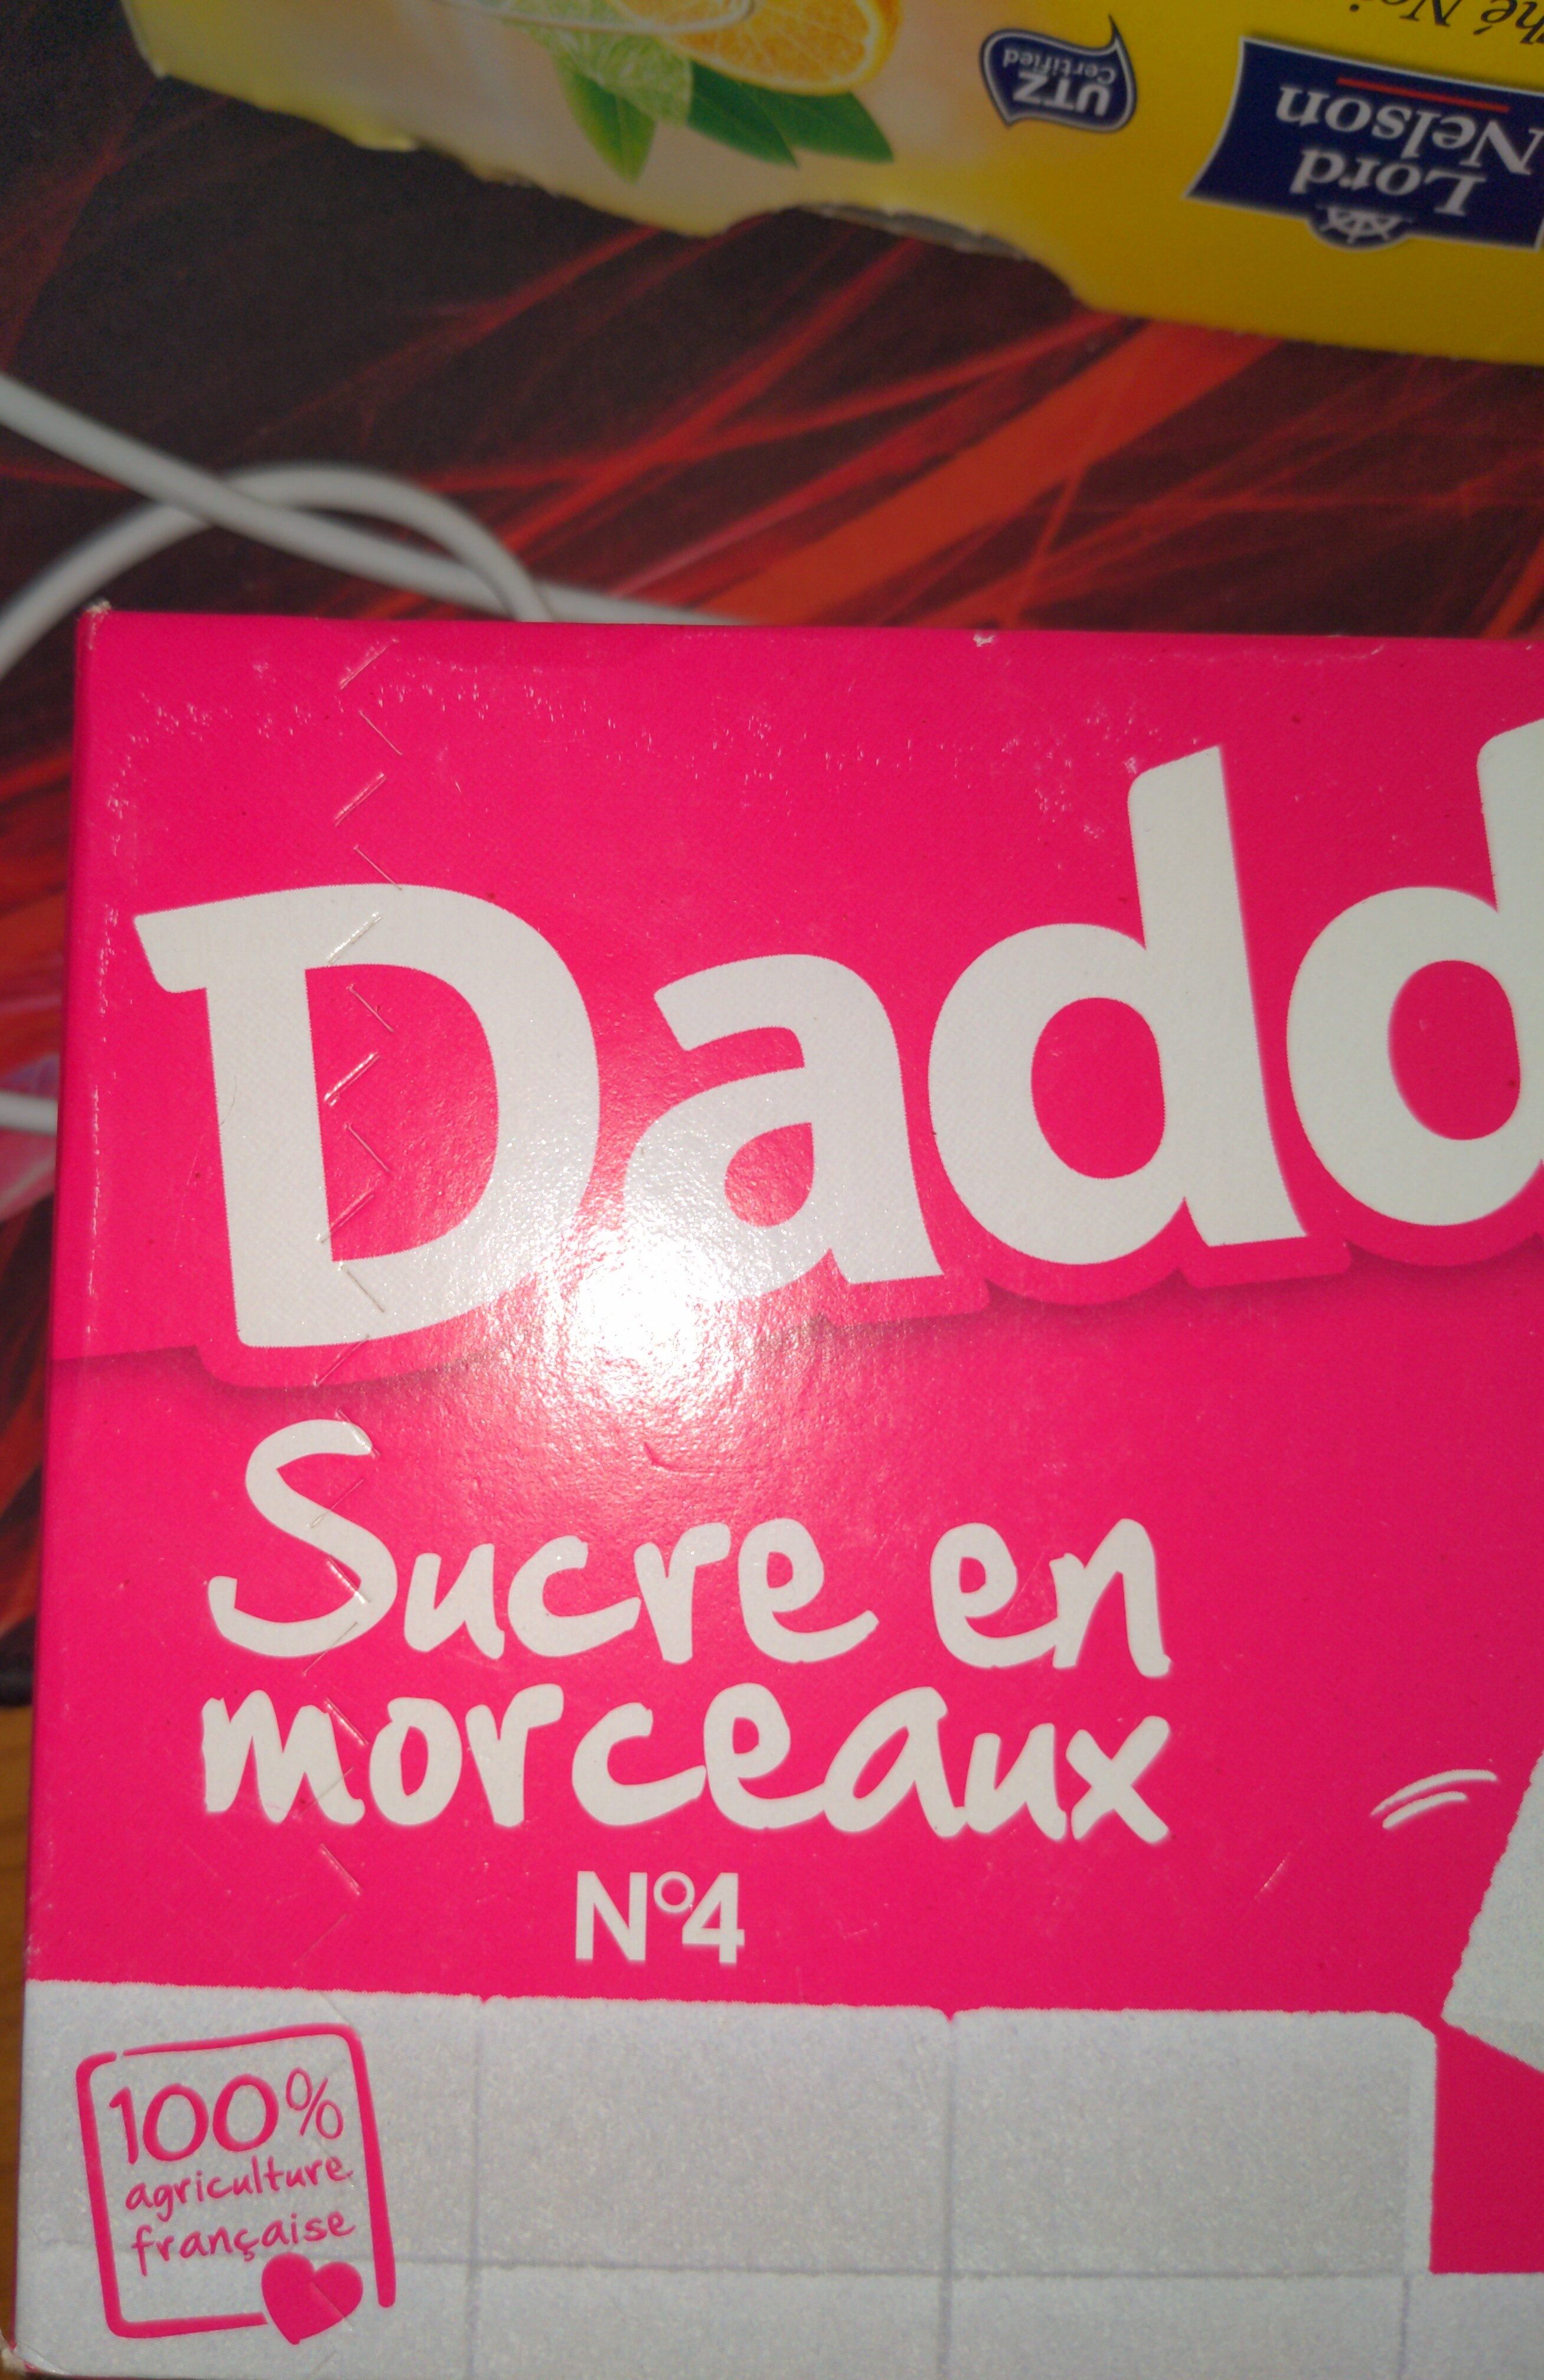 Lord
Nelson
UTZ
Certified
Dadd
Sucre en
morceaux
N°4
100%
agriculture
française